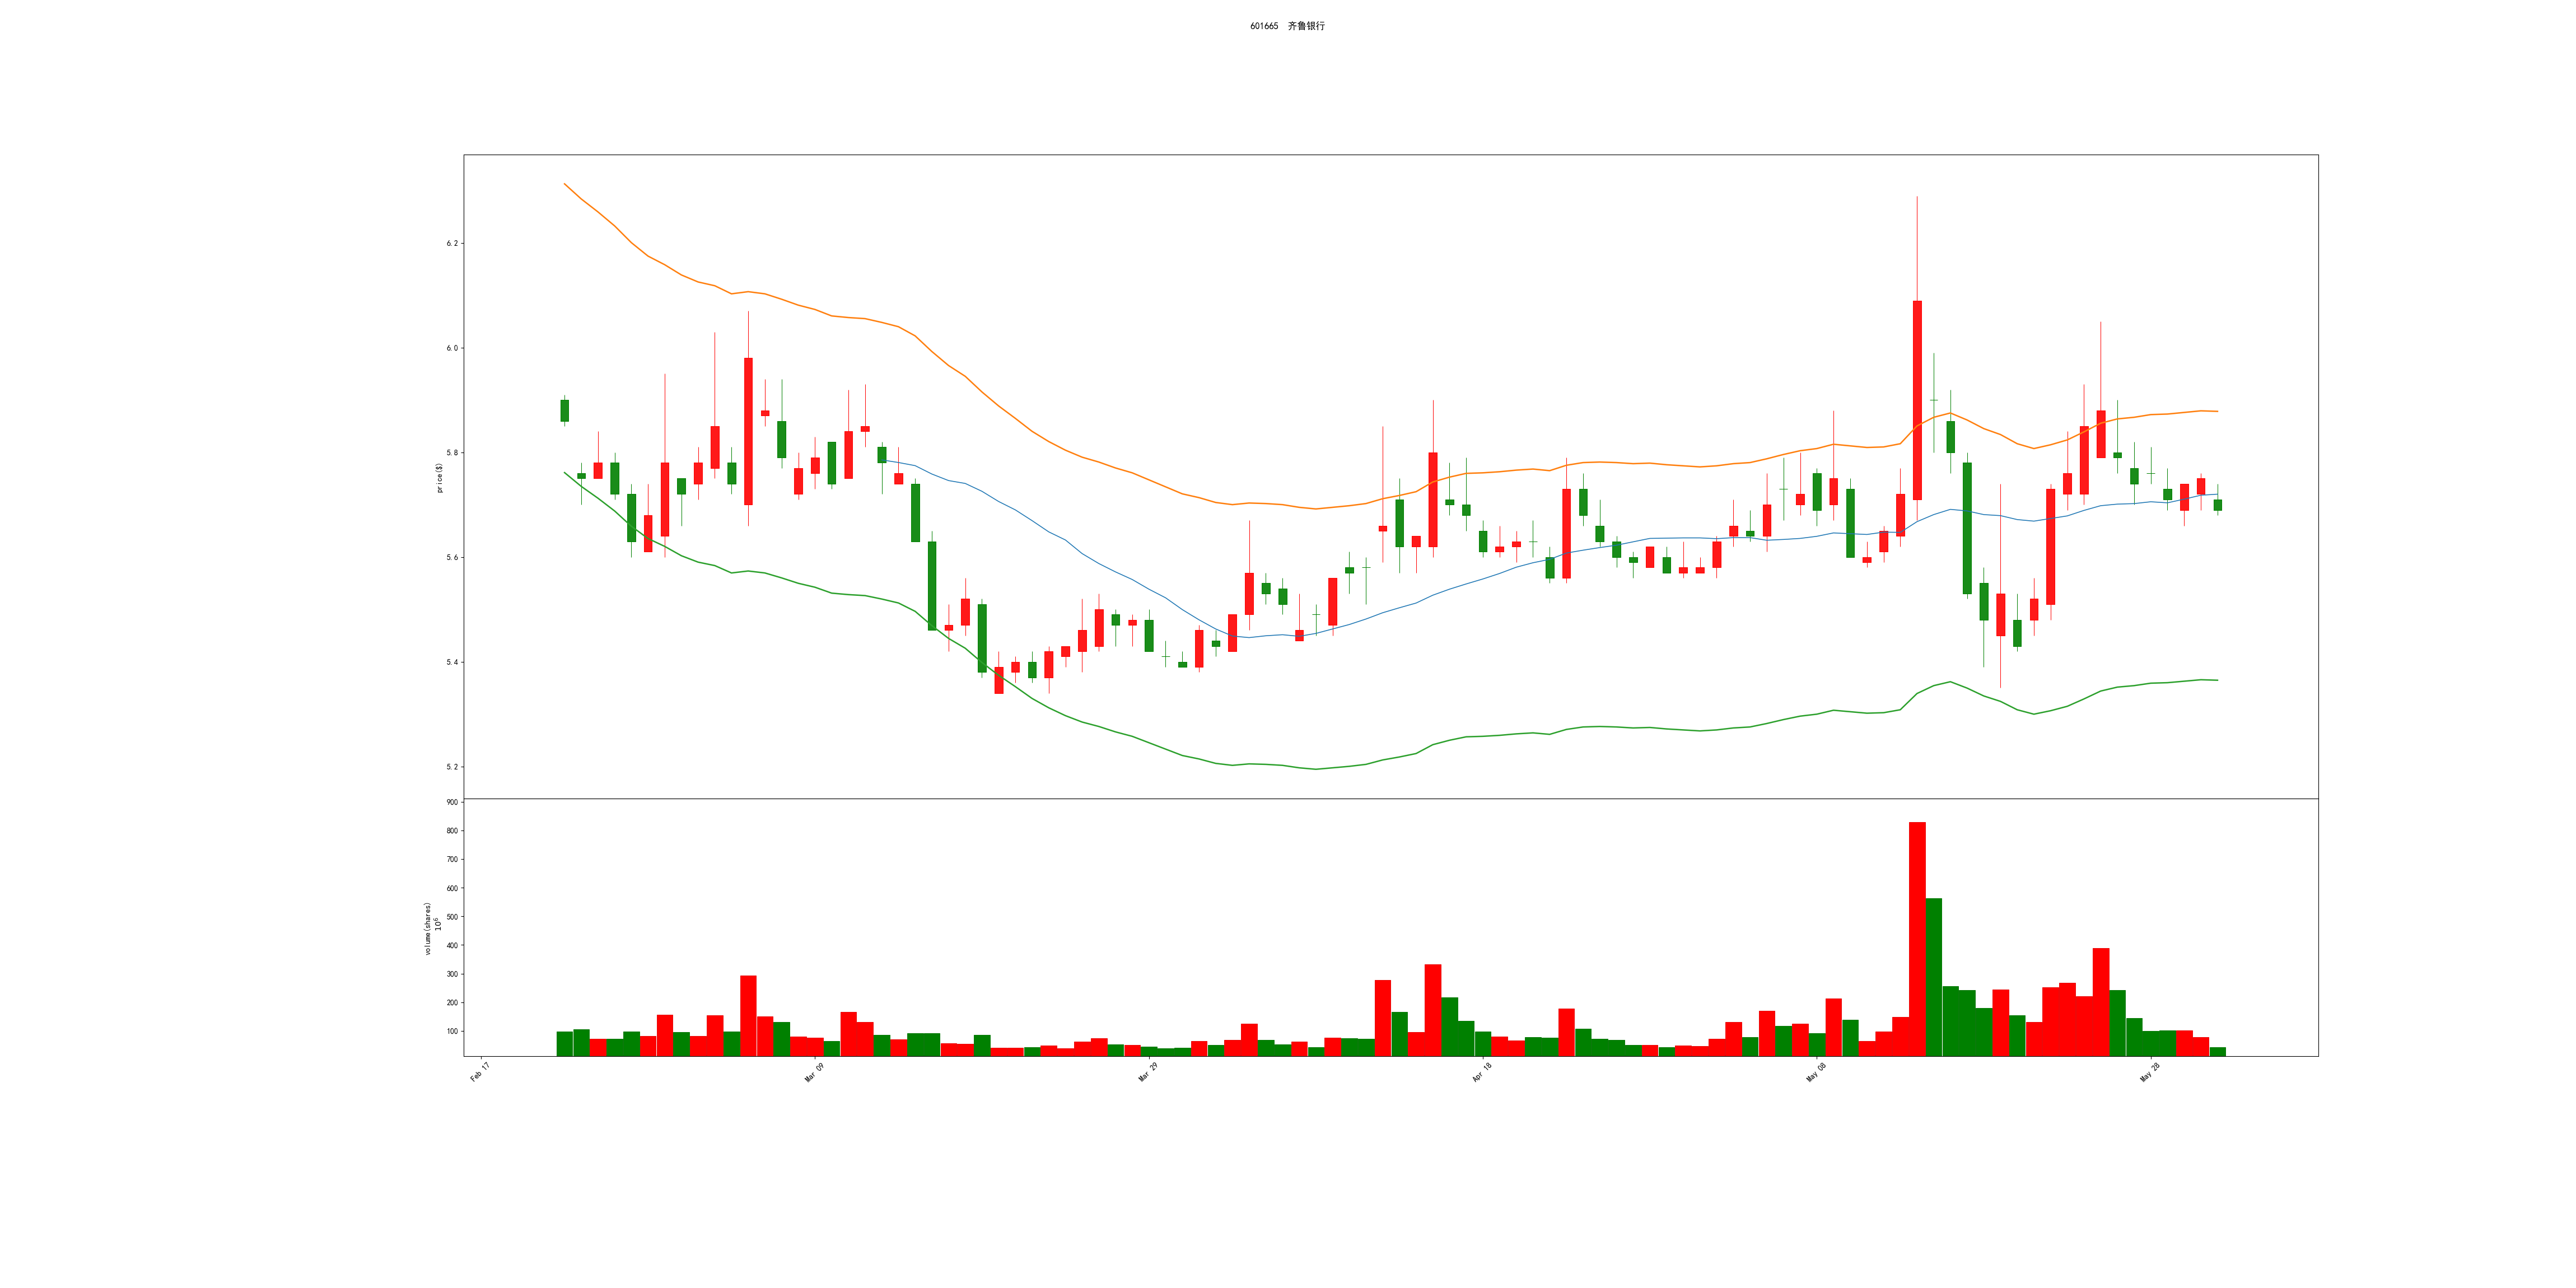 601665 齐鲁银行
6.2
6.0
5.8
5.6
5.4
5.2
price($)
900
800
700
600
500
400
300
200
100
volume(shares)
10^6
Feb 17
Mar 09
Mar 29
Apr 18
May 08
May 28